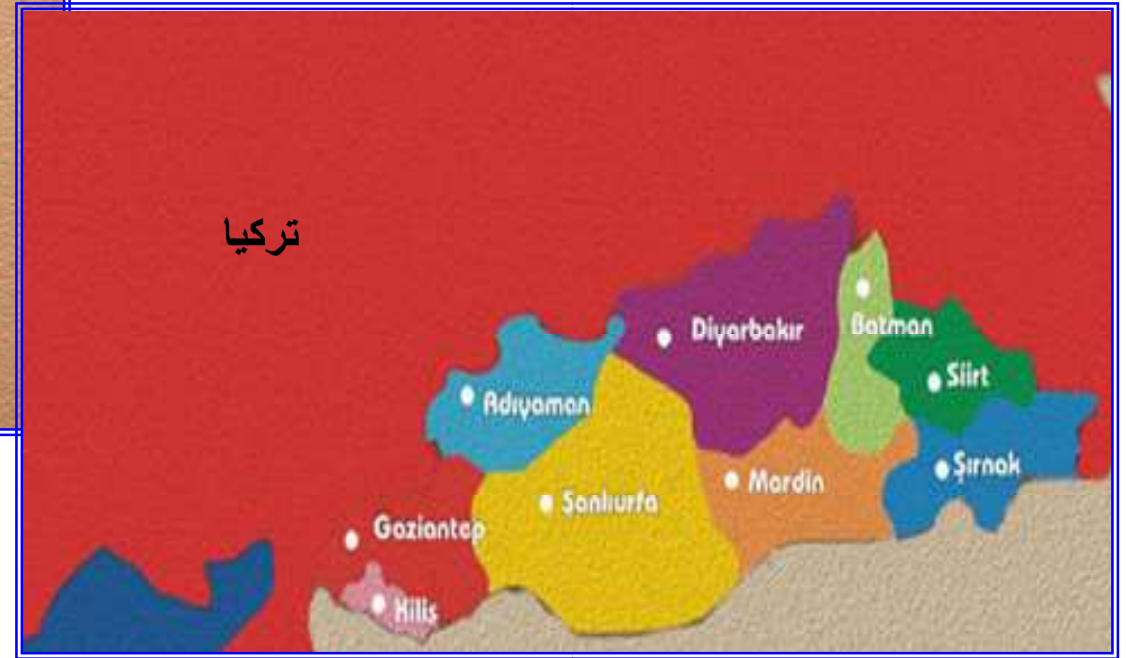 تركيا
Diyarbakır
Batman
Siirt
Adıyaman
Şırnak
Mardin
Şanlıurfa
Gaziantep
Kilis